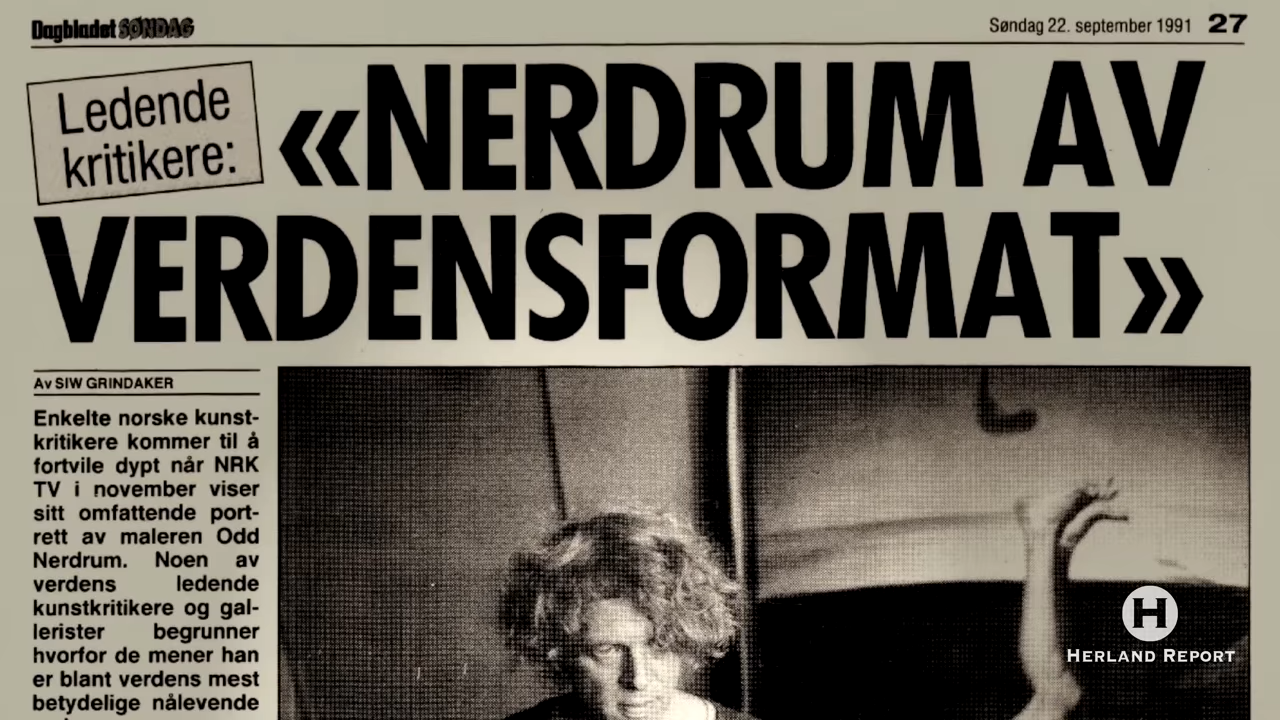 Dagbladet SØNDAG
Søndag 22. september 1991 27
Ledende
kritikere:
«NERDRUM AV
VERDENSFORMAT»
Av SIW GRINDAKER
Enkelte norske kunst-
kritikere kommer til å
fortvile dypt når NRK
TV i november viser
sitt omfattende port-
rett av maleren Odd
Nerdrum. Noen av
verdens ledende
kunstkritikere og gal-
lerister begrunner
hvorfor de mener han
er blant verdens mest
betydelige nålevende
H
HERLAND REPORT